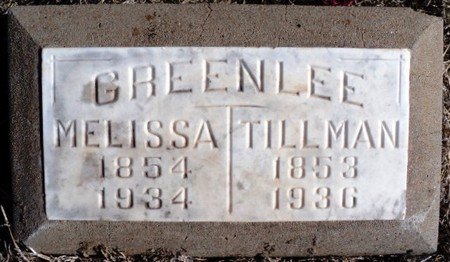 GREENLEE
MELISSA TILLMAN
1854 1853
1934 1936